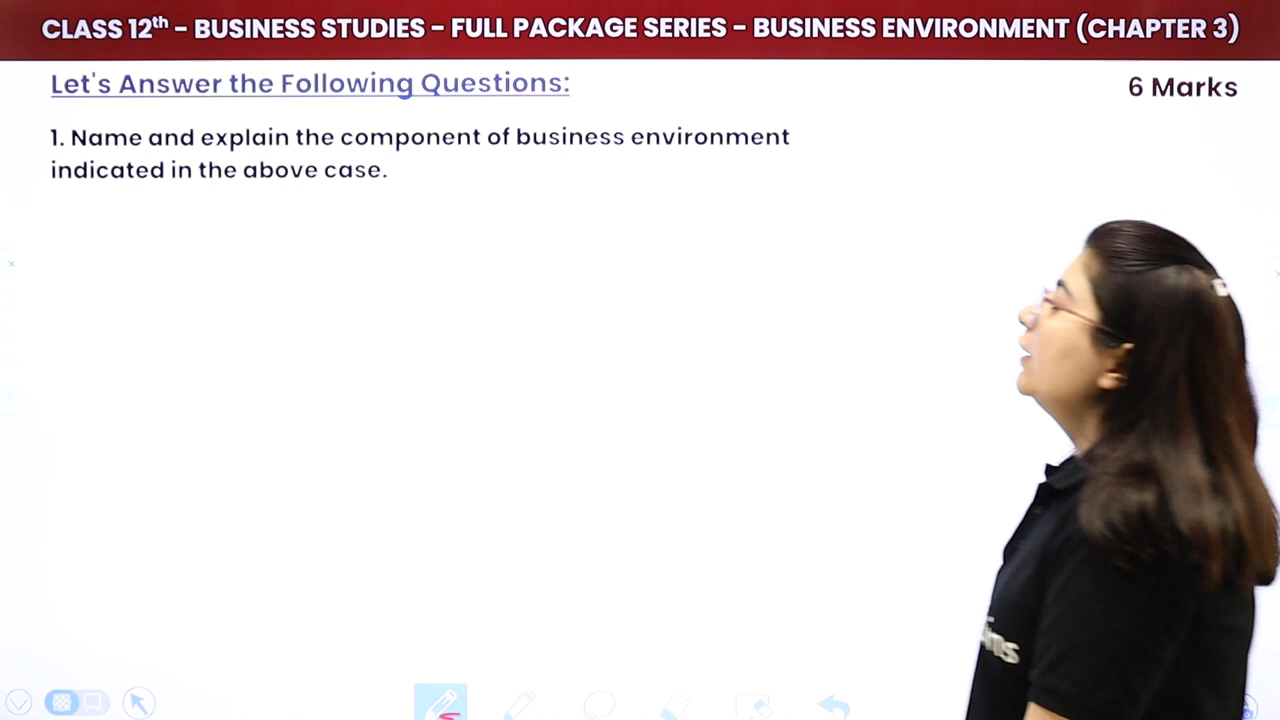 CLASS 12th – BUSINESS STUDIES – FULL PACKAGE SERIES – BUSINESS ENVIRONMENT (CHAPTER 3)
Let's Answer the Following Questions:
6 Marks
1. Name and explain the component of business environment
indicated in the above case.